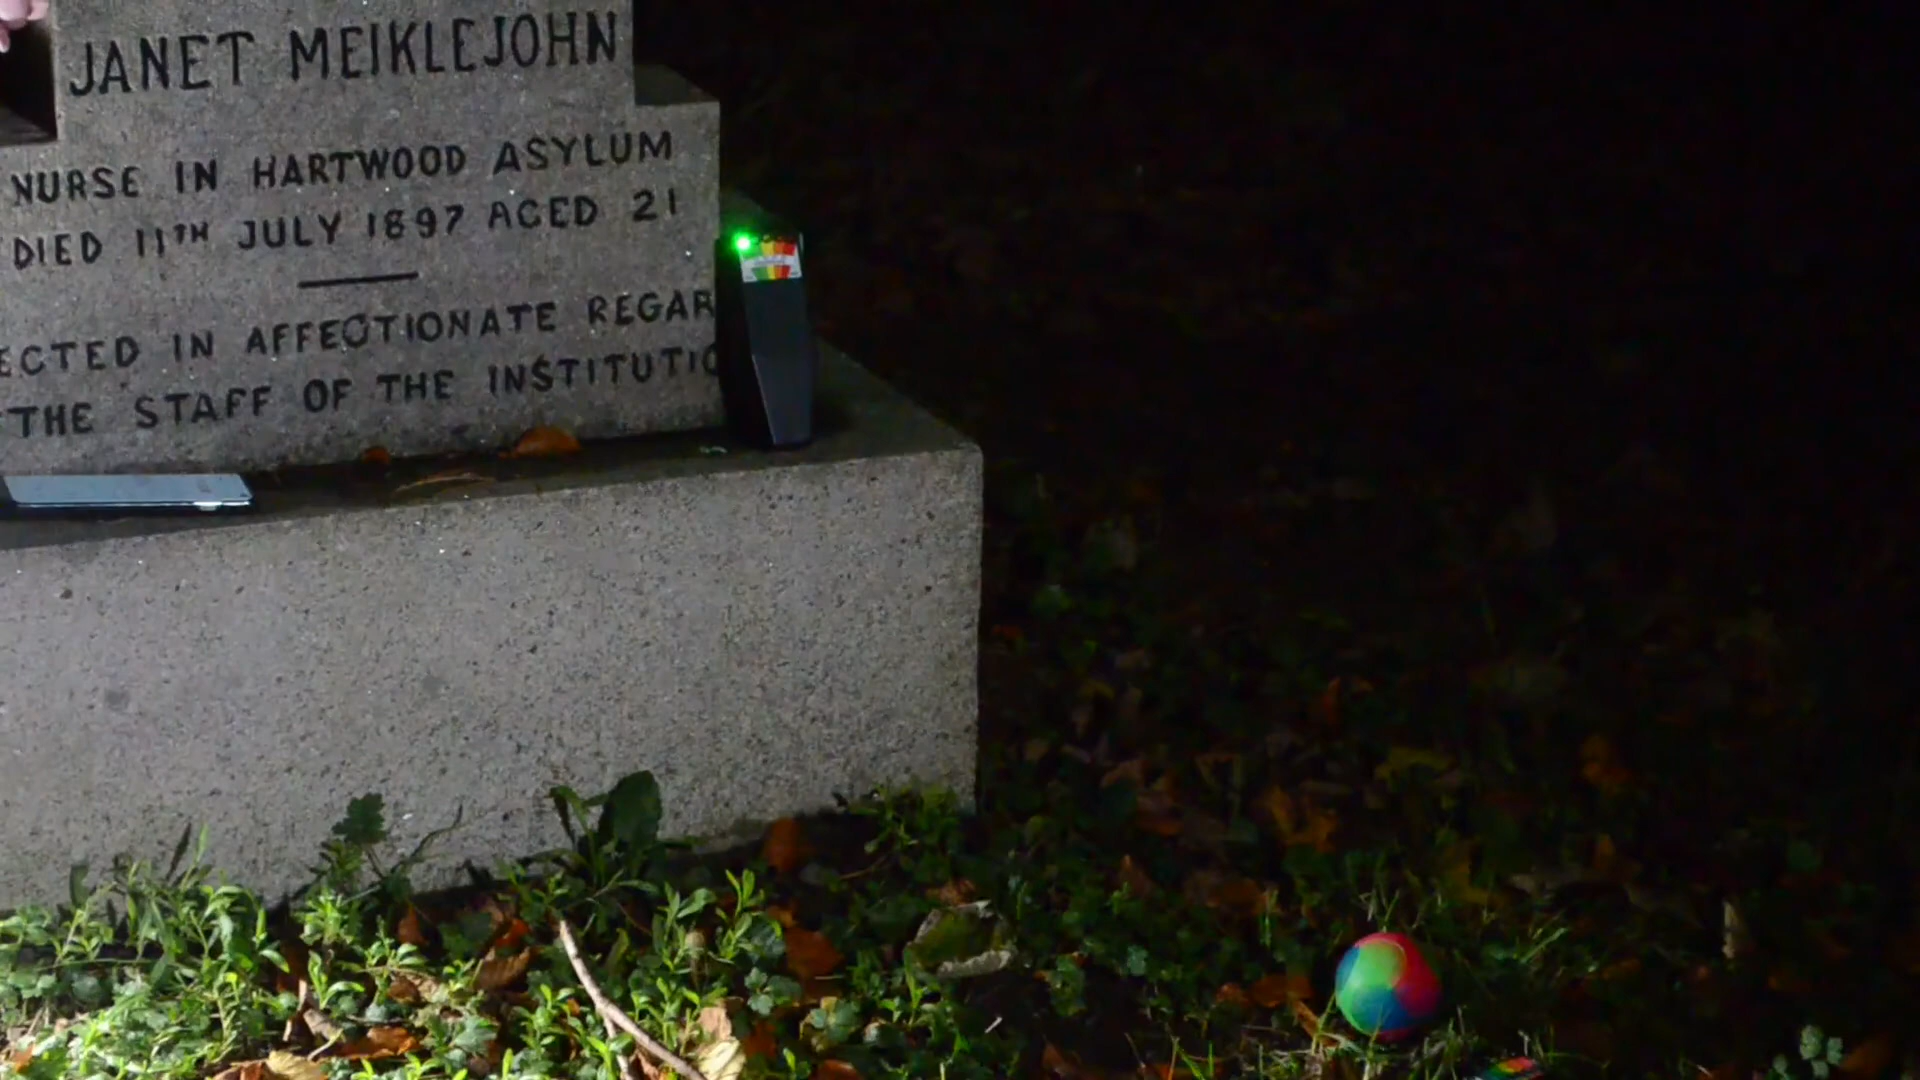 JANET MEIKLEJOHN
NURSE IN HARTWOOD ASYLUM
DIED 11TH JULY 1897 AGED 21
ECTED IN AFFECTIONATE REGAR
THE STAFF OF THE INSTITUTIO